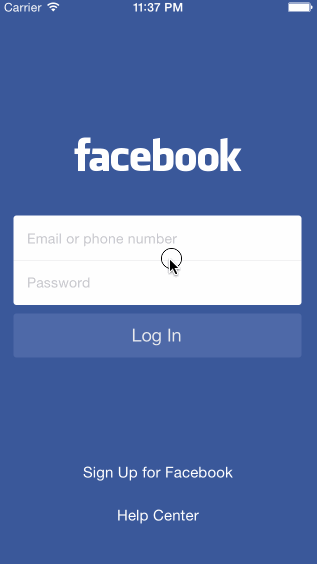 Carrier 11:37 PM
facebook
Email or phone number
Password
Log In
Sign Up for Facebook
Help Center